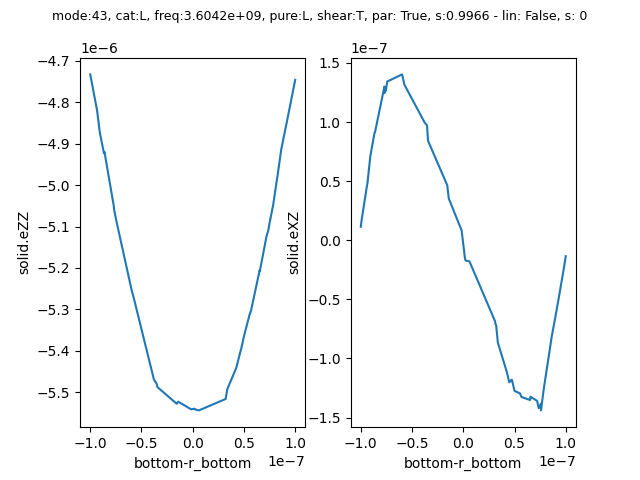 mode:43, cat:L, freq:3.6042e+09, pure:L, shear:T, par: True, s:0.9966 - lin: False, s: 0
1e−6
−4.7
−4.8
−4.9
−5.0
−5.1
−5.2
−5.3
−5.4
−5.5
solid.eZZ
−1.0
−0.5
0.0
0.5
1.0
bottom-r_bottom
1e−7
1e−7
1.5
1.0
0.5
0.0
−0.5
−1.0
−1.5
solid.eXZ
−1.0
−0.5
0.0
0.5
1.0
bottom-r_bottom
1e−7